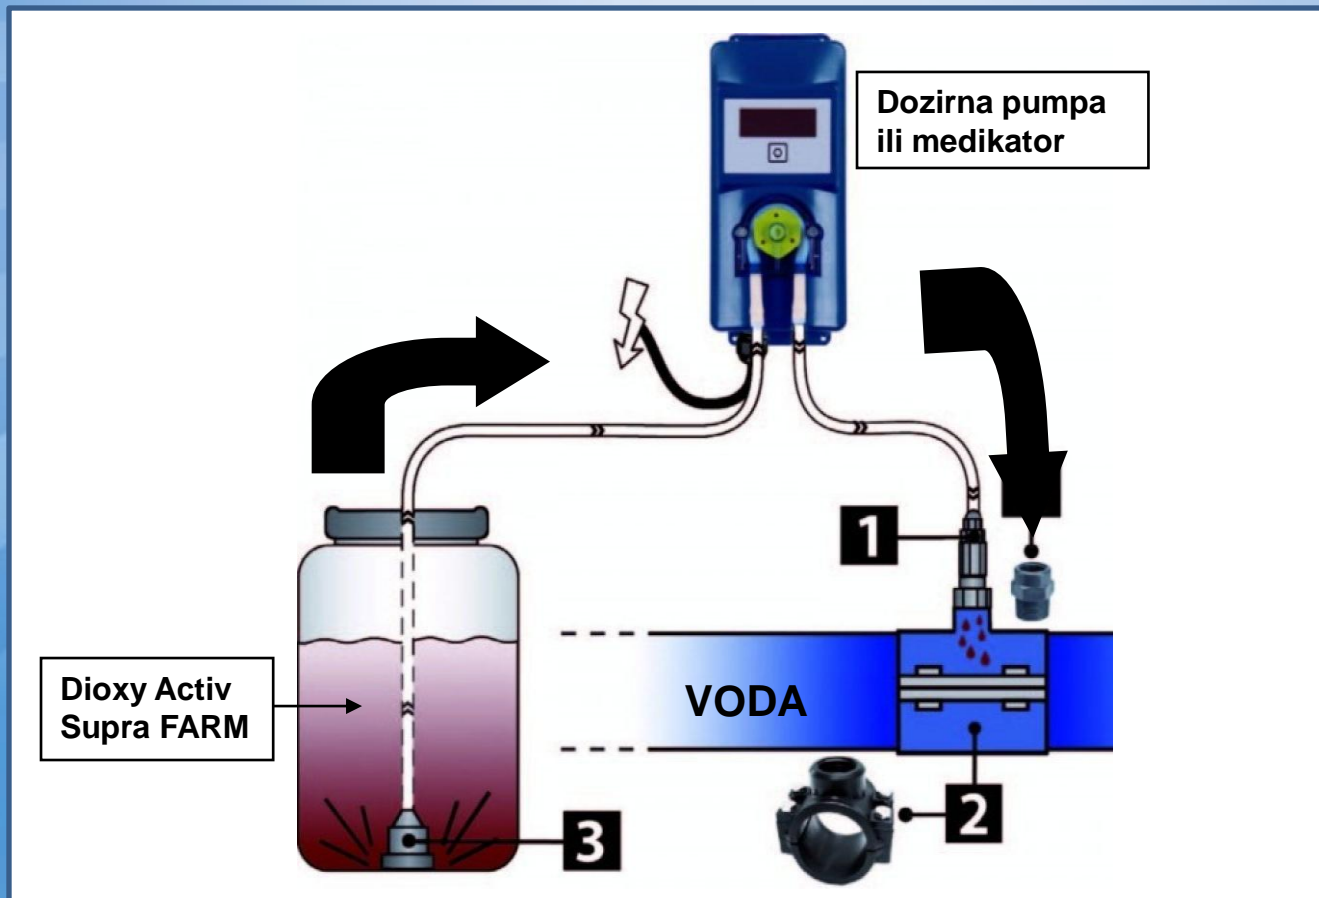 Dozirna pumpa
ili medikator
1
Dioxy Activ
Supra FARM
VODA
2
3